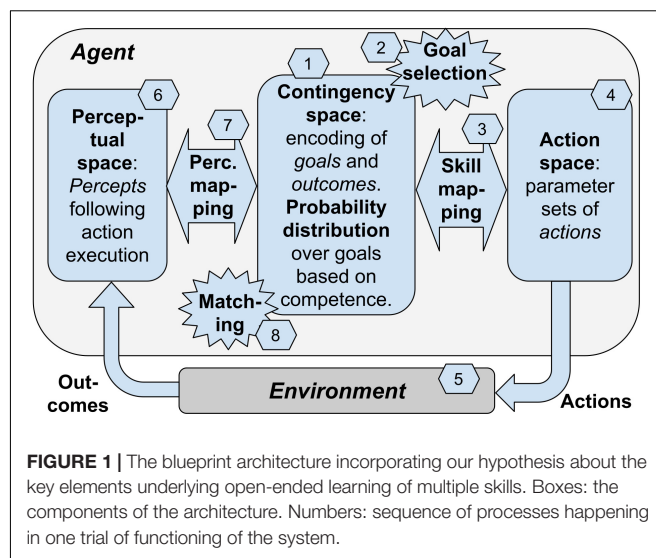 Agent
2
Goal
selection
6
Percep-
tual
space:
Percepts
following
action
execution
7
Perc.
map-
ping
1
Contingency
space:
encoding of
goals and
outcomes.
Probability
distribution
over goals
based on
competence.
3
Skill
map-
ping
4
Action
space:
parameter
sets of
actions
Match-
ing
8
Out-
comes
Environment
5
Actions
FIGURE 1 | The blueprint architecture incorporating our hypothesis about the
key elements underlying open-ended learning of multiple skills. Boxes: the
components of the architecture. Numbers: sequence of processes happening
in one trial of functioning of the system.